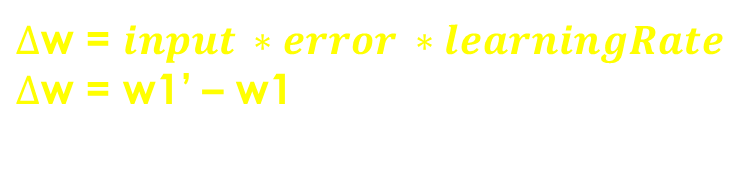 Δw = input * error * learningRate
Δw = w1’ – w1